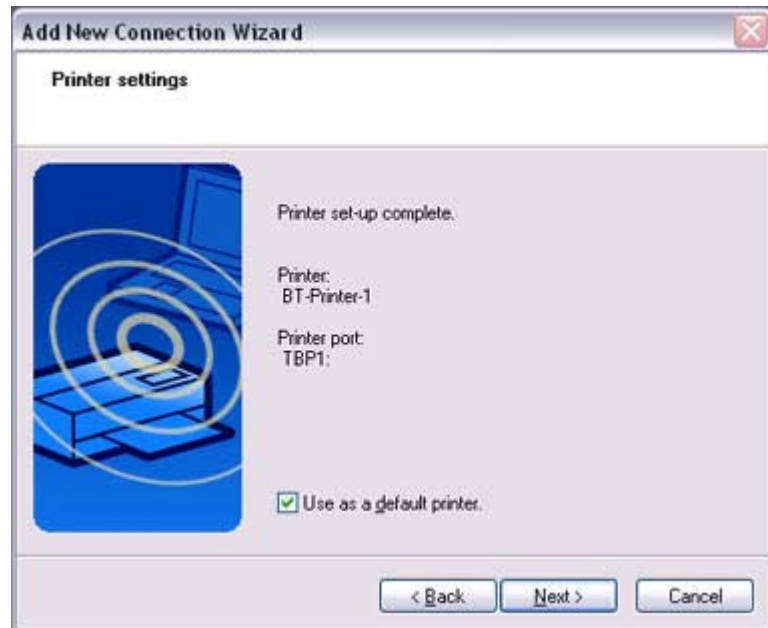 Add New Connection Wizard
Printer settings
Printer set-up complete.
Printer:
BT-Printer-1
Printer port:
TBP1:
Use as a default printer.
< Back
Next >
Cancel